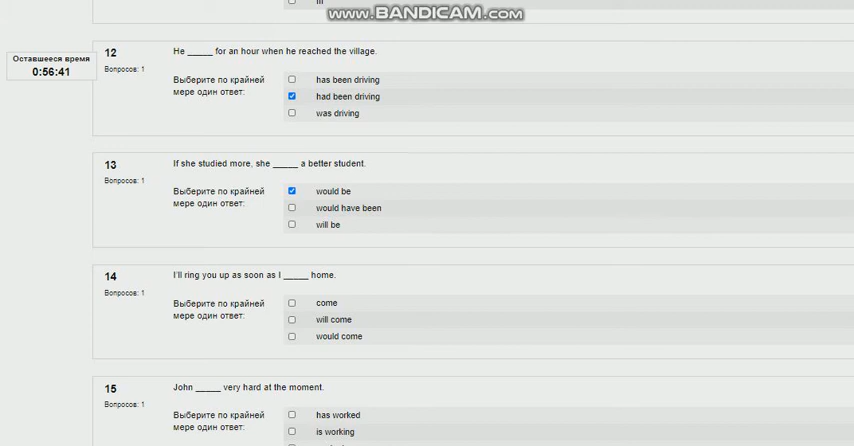 www.BANDICAM.com
12
He _____ for an hour when he reached the village.
Оставшееся время
0:56:41
Вопросов: 1
Выберите по крайней мере один ответ:
has been driving
had been driving
was driving
13
If she studied more, she _____ a better student.
Вопросов: 1
Выберите по крайней
мере один ответ:
would be
would have been
will be
14
I'll ring you up as soon as I _____ home.
Вопросов: 1
Выберите по крайней
мере один ответ:
come
will come
would come
15
John _____ very hard at the moment.
Вопросов: 1
Выберите по крайней
мере один ответ:
has worked
is working